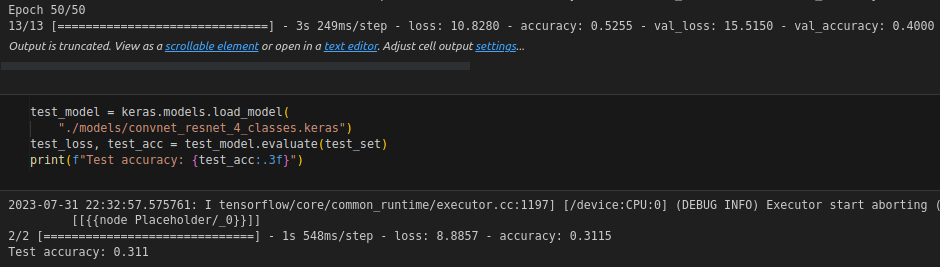 Epoch 50/50
13/13 [==============================] - 3s 249ms/step - loss: 10.8280 - accuracy: 0.5255 - val_loss: 15.5150 - val_accuracy: 0.4000
Output is truncated. View as a scrollable element or open in a text editor. Adjust cell output settings...
test_model = keras.models.load_model(
    "./models/convnet_resnet_4_classes.keras")
test_loss, test_acc = test_model.evaluate(test_set)
print(f"Test accuracy: {test_acc:.3f}")
2023-07-31 22:32:57.575761: I tensorflow/core/common_runtime/executor.cc:1197] [/device:CPU:0] (DEBUG INFO) Executor start aborting (
	 [[{{node Placeholder/_0}}]]
2/2 [==============================] - 1s 548ms/step - loss: 8.8857 - accuracy: 0.3115
Test accuracy: 0.311